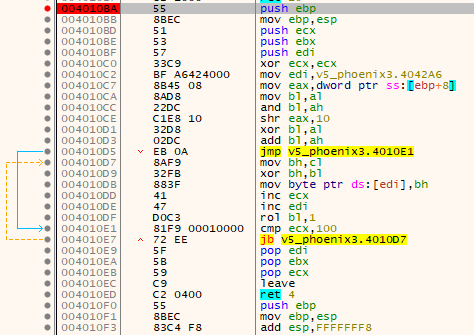 004010BA 55 push ebp
004010BB 8BEC mov ebp,esp
004010BD 51 push ecx
004010BE 53 push ebx
004010BF 57 push edi
004010C0 33C9 xor ecx,ecx
004010C2 BF A6424000 mov edi,v5_phoenix3.4042A6
004010C7 8B45 08 mov eax,dword ptr ss:[ebp+8]
004010CA 8AD8 mov bl,al
004010CC 22DC and bl,ah
004010CE C1E8 10 shr eax,10
004010D1 32D8 xor bl,al
004010D3 02DC add bl,ah
004010D5 EB 0A jmp v5_phoenix3.4010E1
004010D7 8AF9 mov bh,cl
004010D9 32FB xor bh,bl
004010DB 883F mov byte ptr ds:[edi],bh
004010DD 41 inc ecx
004010DE 47 inc edi
004010DF D0C3 rol bl,1
004010E1 81F9 00010000 cmp ecx,100
004010E7 72 EE jb v5_phoenix3.4010D7
004010E9 5F pop edi
004010EA 5B pop ebx
004010EB 59 pop ecx
004010EC C9 leave
004010ED C2 0400 ret 4
004010F0 55 push ebp
004010F1 8BEC mov ebp,esp
004010F3 83C4 F8 add esp,FFFFFFF8